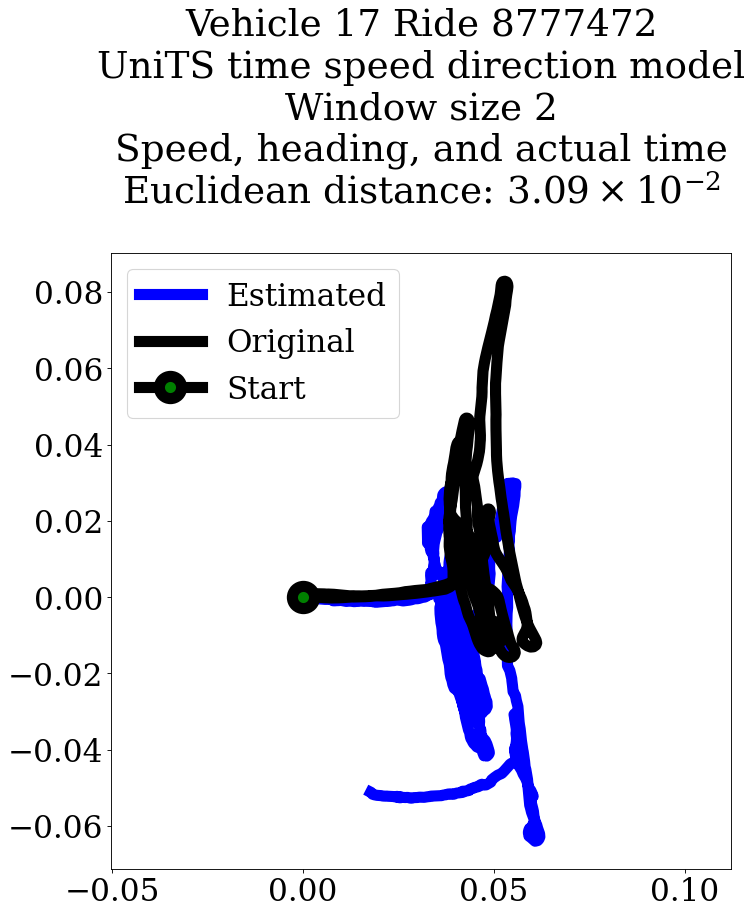 Vehicle 17 Ride 8777472
UniTS time speed direction model
Window size 2
Speed, heading, and actual time
Euclidean distance: 3.09 × 10⁻²
Estimated
Original
Start
0.08
0.06
0.04
0.02
0.00
−0.02
−0.04
−0.06
−0.05
0.00
0.05
0.10